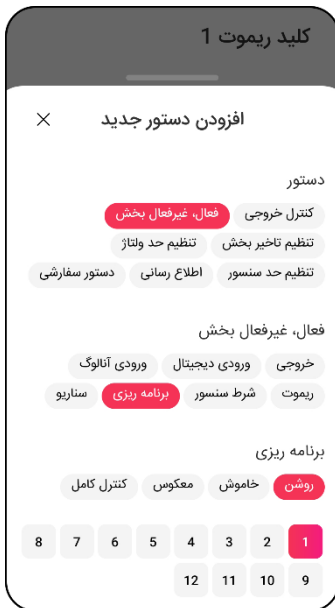 کلید ریموت 1
افزودن دستور جدید
دستور
کنترل خروجی فعال، غیرفعال بخش
تنظیم تاخیر بخش تنظیم حد ولتاژ
تنظیم حد سنسور اطلاع رسانی دستور سفارشی
فعال، غیرفعال بخش
خروجی ورودی دیجیتال ورودی آنالوگ
ریموت شرط سنسور برنامه ریزی سناریو
برنامه ریزی
روشن خاموش معکوس کنترل کامل
1 2 3 4 5 6 7 8
9 10 11 12